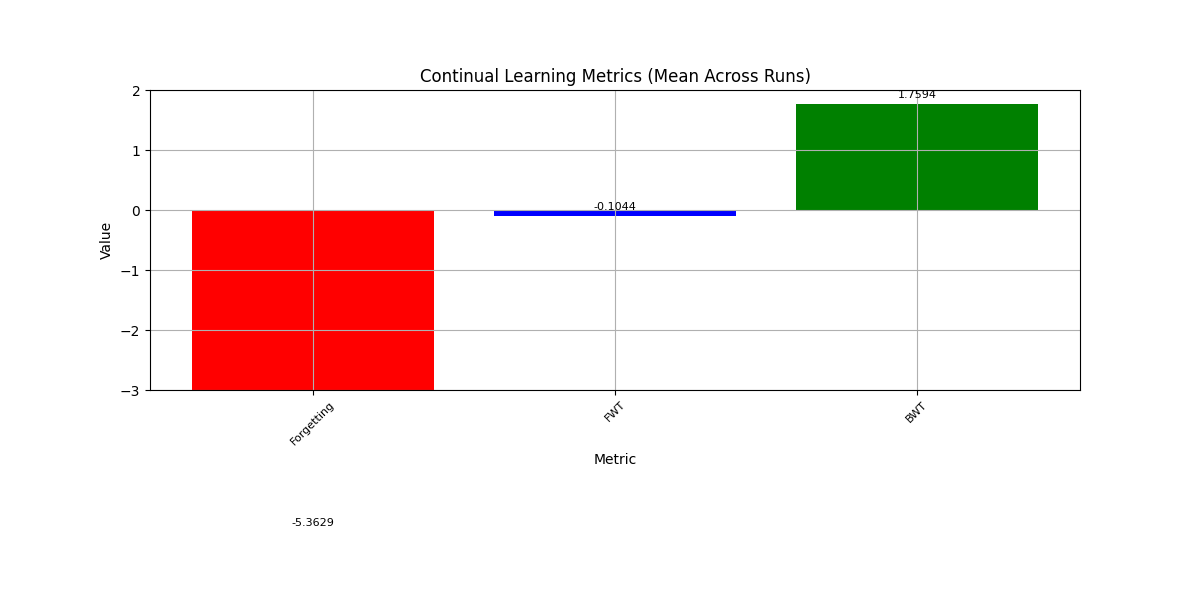 Continual Learning Metrics (Mean Across Runs)
2
1
0
−1
−2
−3
Value
1.7594
-0.1044
Forgetting
FWT
BWT
Metric
-5.3629